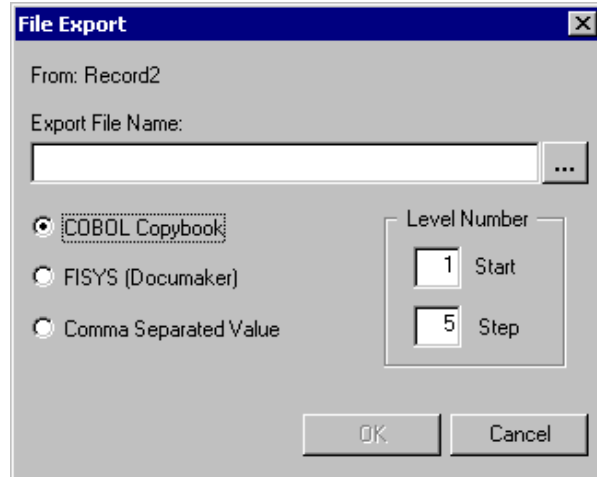 File Export
From: Record2
Export File Name:
...
COBOL Copybook
FISYS (Documaker)
Comma Separated Value
Level Number
1 Start
5 Step
OK Cancel